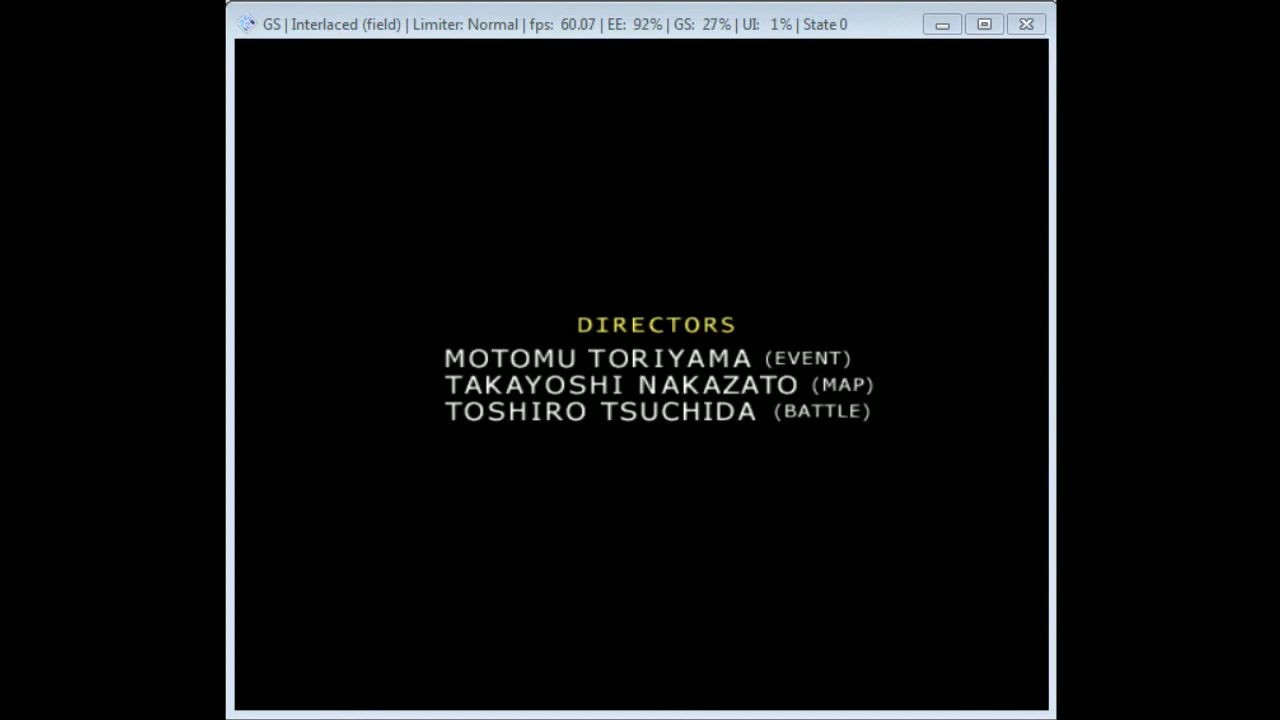 GS | Interlaced (field) | Limiter: Normal | fps: 60.07 | EE: 92% | GS: 27% | UI: 1% | State 0
DIRECTORS
MOTOMU TORIYAMA (EVENT)
TAKAYOSHI NAKAZATO (MAP)
TOSHIRO TSUCHIDA (BATTLE)